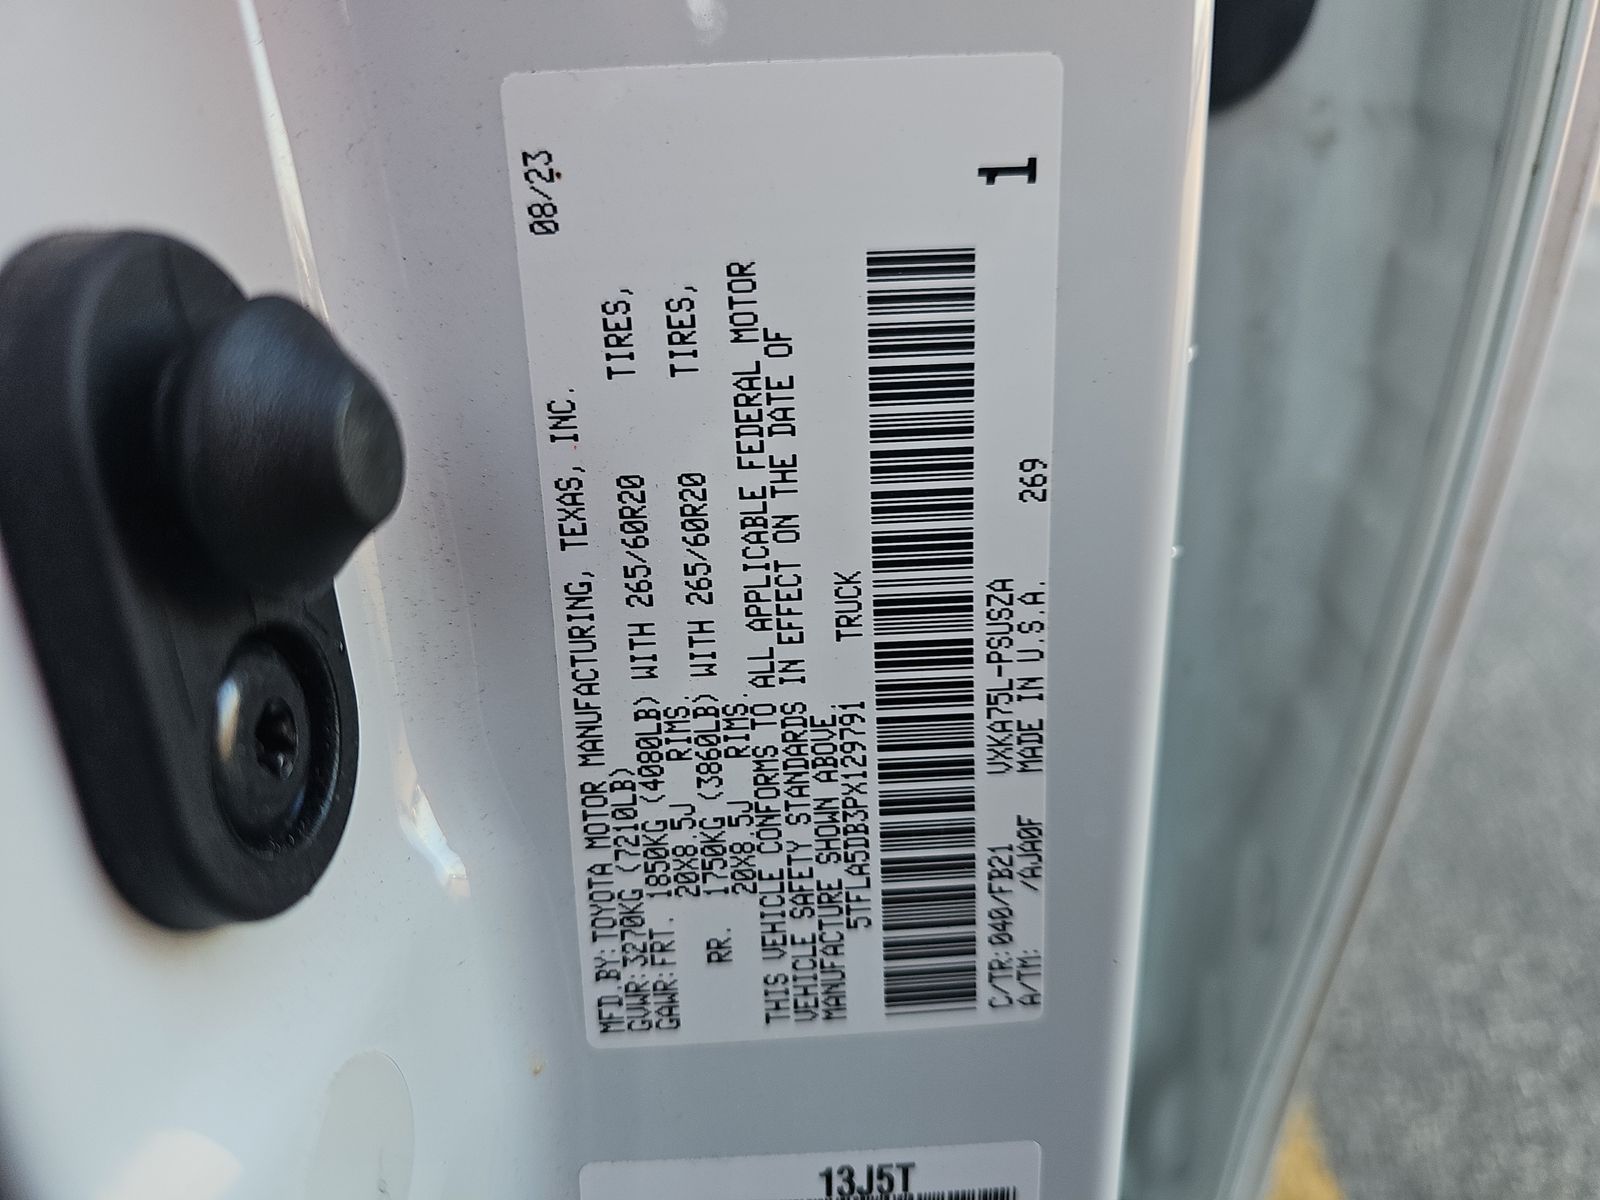 08/23
MFD.BY:TOYOTA MOTOR MANUFACTURING, TEXAS, INC.
GVWR:3270KG (7210LB)
GAWR:FRT. 1850KG (4080LB) WITH 265/60R20 TIRES,
20X8.5J RIMS,
RR. 1750KG (3860LB) WITH 265/60R20 TIRES,
20X8.5J RIMS.
THIS VEHICLE CONFORMS TO ALL APPLICABLE FEDERAL MOTOR
VEHICLE SAFETY STANDARDS IN EFFECT ON THE DATE OF
MANUFACTURE SHOWN ABOVE.
5TFLA5DB3PX129791 TRUCK
C/TR:040/FB21 VXKA75L-PSUSZA
A/TM: /AJA0F MADE IN U.S.A. 269
1
13J5T